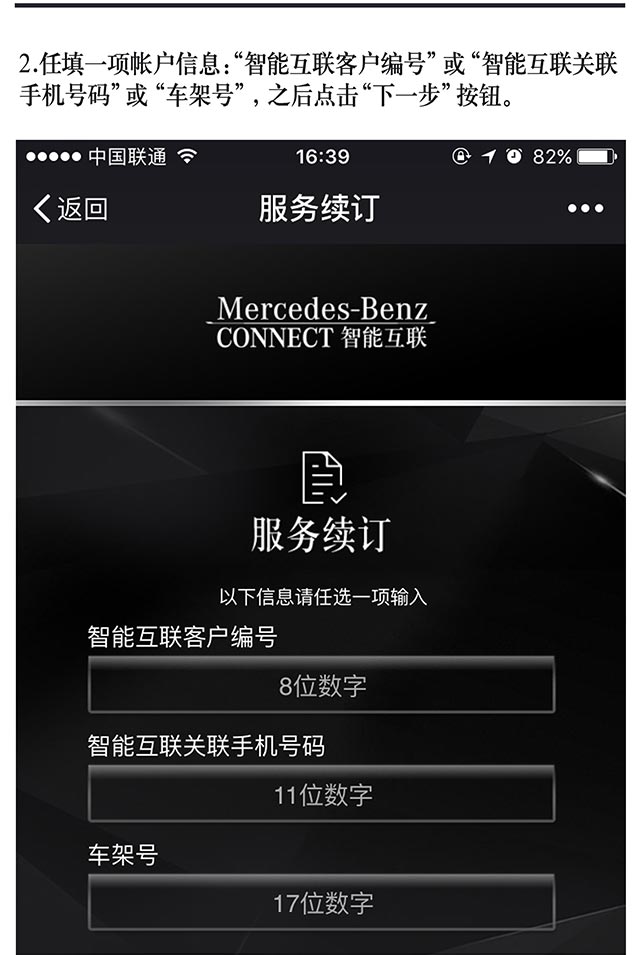 2.任填一项帐户信息：“智能互联客户编号”或“智能互联关联
手机号码”或“车架号”，之后点击“下一步”按钮。
中国联通 16:39 82%
返回 服务续订
Mercedes-Benz
CONNECT 智能互联
服务续订
以下信息请任选一项输入
智能互联客户编号
8位数字
智能互联关联手机号码
11位数字
车架号
17位数字